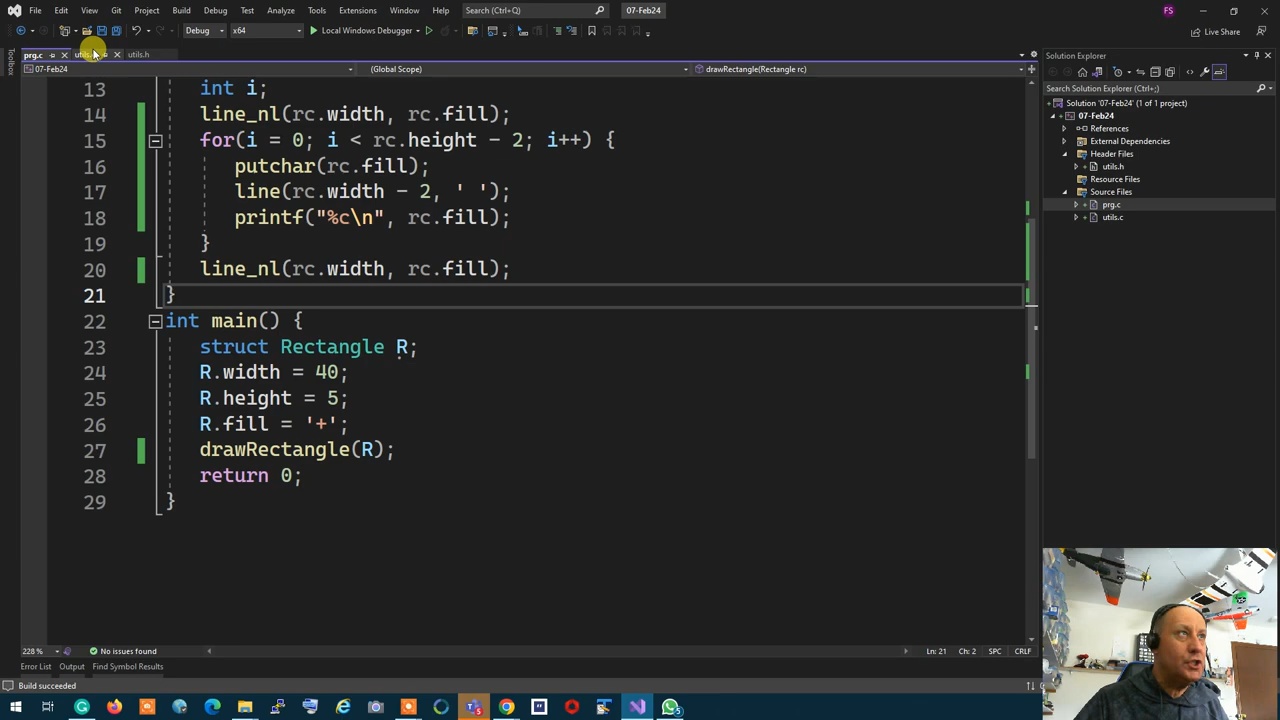 File Edit View Git Project Build Debug Test Analyze Tools Extensions Window Help Search (Ctrl+Q) 07-Feb24 FS
Debug x64 Local Windows Debugger Live Share
prg.c utils.h
Toolbox
07-Feb24 (Global Scope) drawRectangle(Rectangle rc)
13 int i;
14 line_nl(rc.width, rc.fill);
15 for(i = 0; i < rc.height - 2; i++) {
16 putchar(rc.fill);
17 line(rc.width - 2, ' ');
18 printf("%c\n", rc.fill);
19 }
20 line_nl(rc.width, rc.fill);
21 }
22 int main() {
23 struct Rectangle R;
24 R.width = 40;
25 R.height = 5;
26 R.fill = '+';
27 drawRectangle(R);
28 return 0;
29 }
Solution Explorer
Search Solution Explorer (Ctrl+;)
Solution '07-Feb24' (1 of 1 project)
07-Feb24
References
External Dependencies
Header Files
utils.h
Resource Files
Source Files
prg.c
utils.c
228 % No issues found Ln: 21 Ch: 2 SPC CRLF
Error List Output Find Symbol Results
Build succeeded